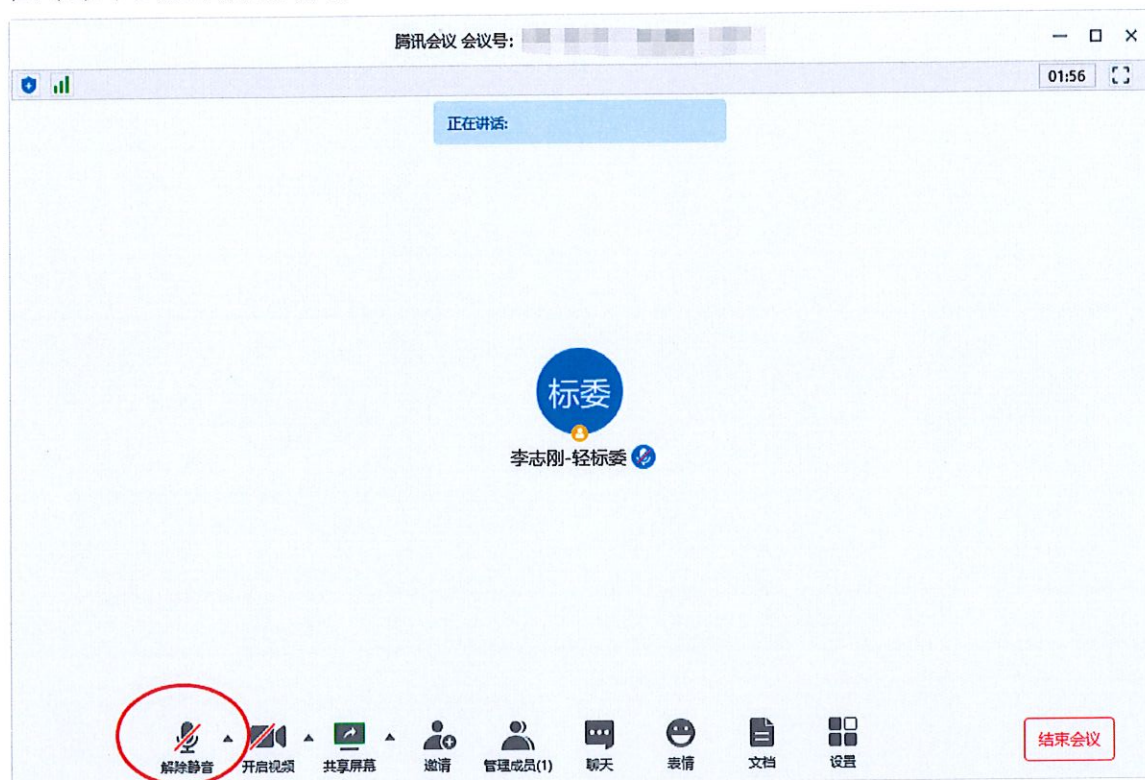 腾讯会议 会议号:
01:56
正在讲话:
标委
李志刚-轻标委
解除静音 开启视频 共享屏幕 邀请 管理成员(1) 聊天 表情 文档 设置 结束会议